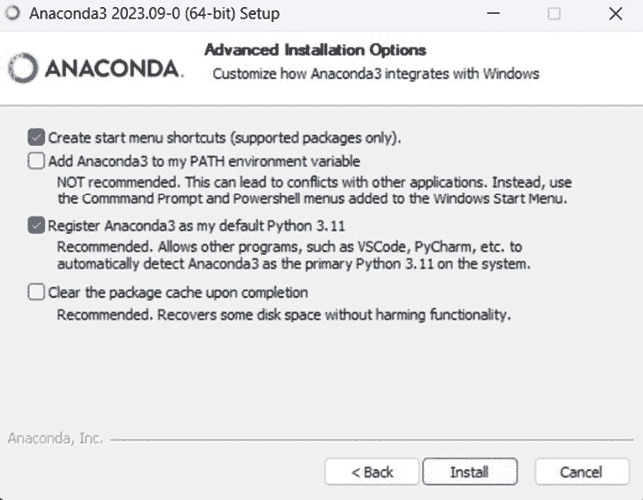 Anaconda3 2023.09-0 (64-bit) Setup
Advanced Installation Options
Customize how Anaconda3 integrates with Windows
ANACONDA.
Create start menu shortcuts (supported packages only).
Add Anaconda3 to my PATH environment variable
NOT recommended. This can lead to conflicts with other applications. Instead, use
the Commmand Prompt and Powershell menus added to the Windows Start Menu.
Register Anaconda3 as my default Python 3.11
Recommended. Allows other programs, such as VSCode, PyCharm, etc. to
automatically detect Anaconda3 as the primary Python 3.11 on the system.
Clear the package cache upon completion
Recommended. Recovers some disk space without harming functionality.
Anaconda, Inc.
< Back Install Cancel